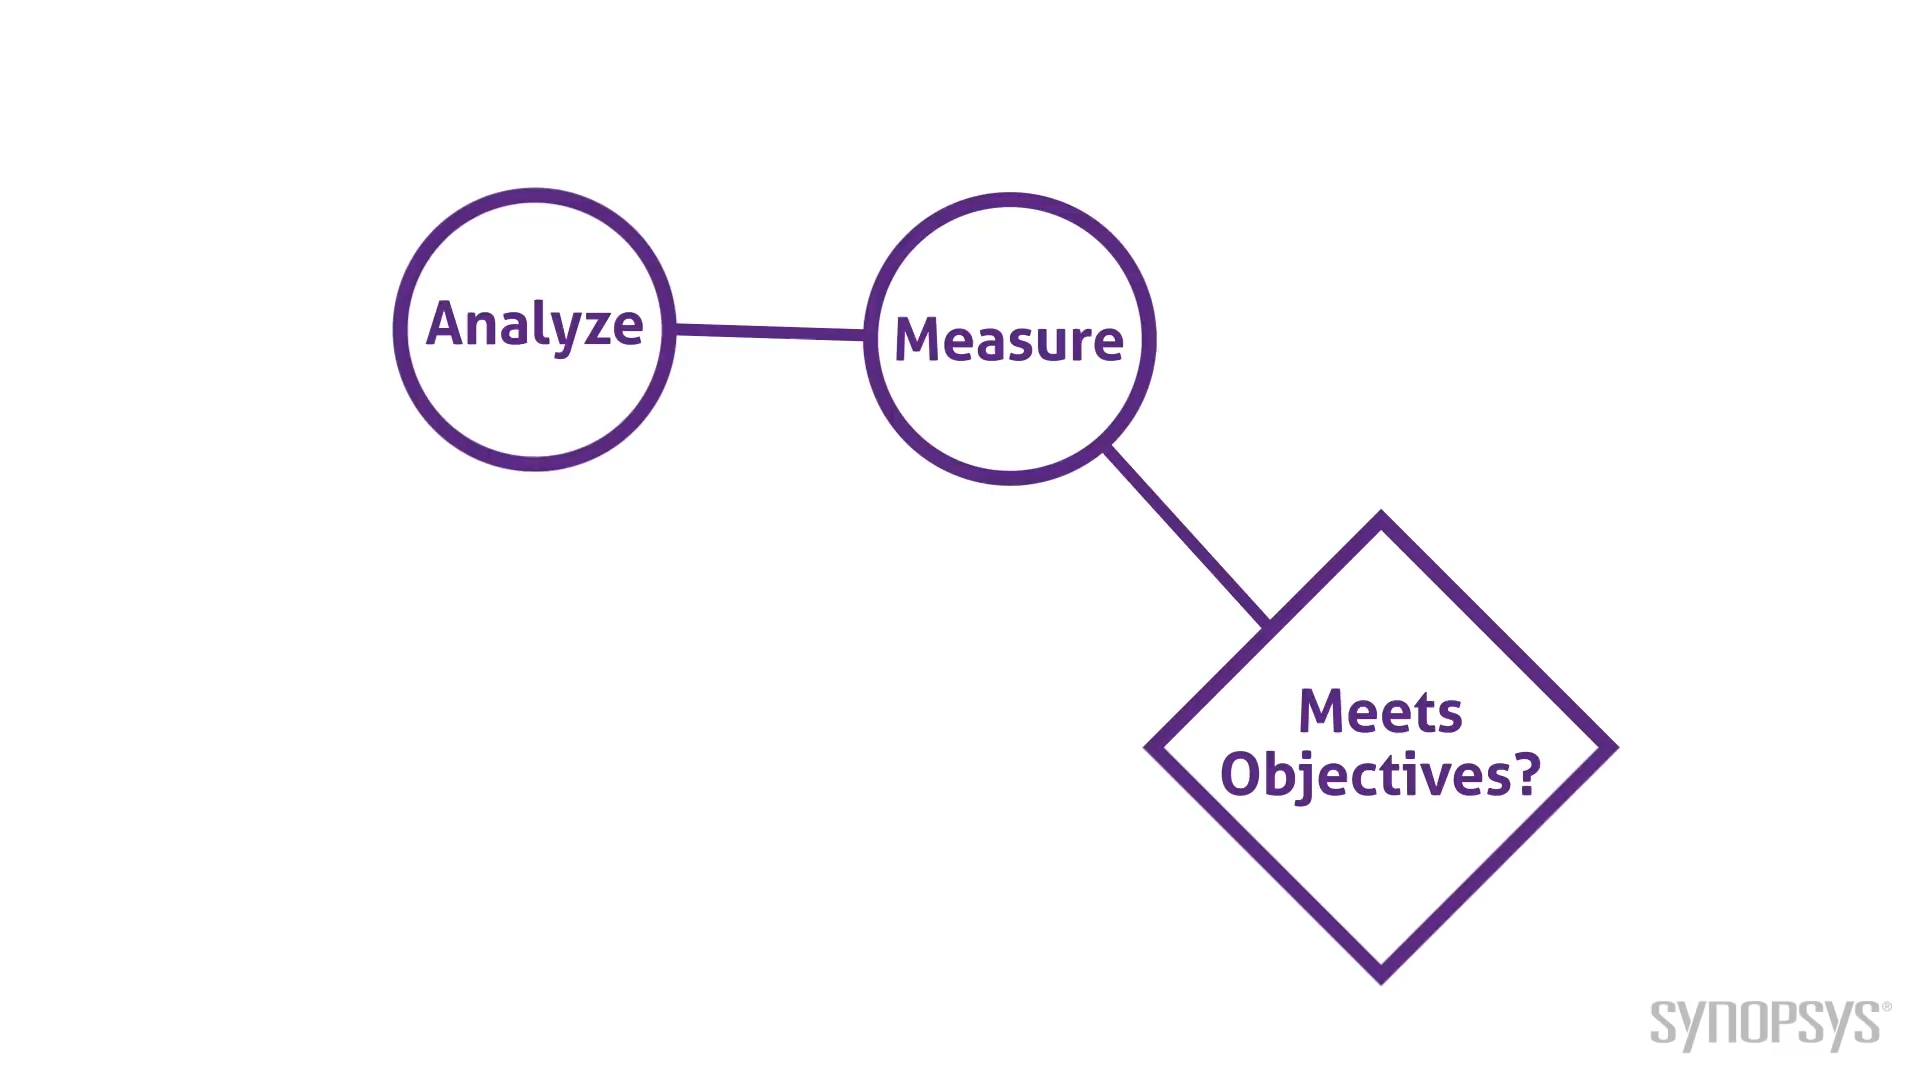 Analyze
Measure
Meets
Objectives?
SYNOPSYS®